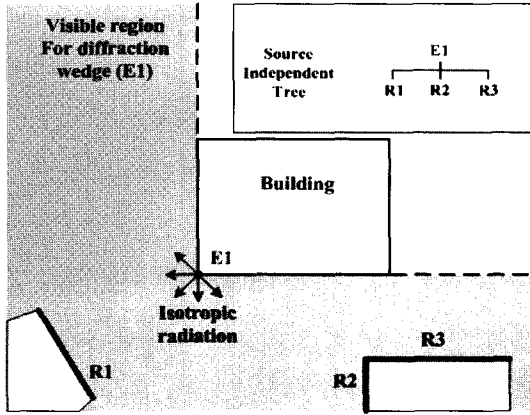 Visible region
For diffraction
wedge (E1)
Source
Independent
Tree
E1
R1 R2 R3
Building
E1
Isotropic
radiation
R1
R3
R2